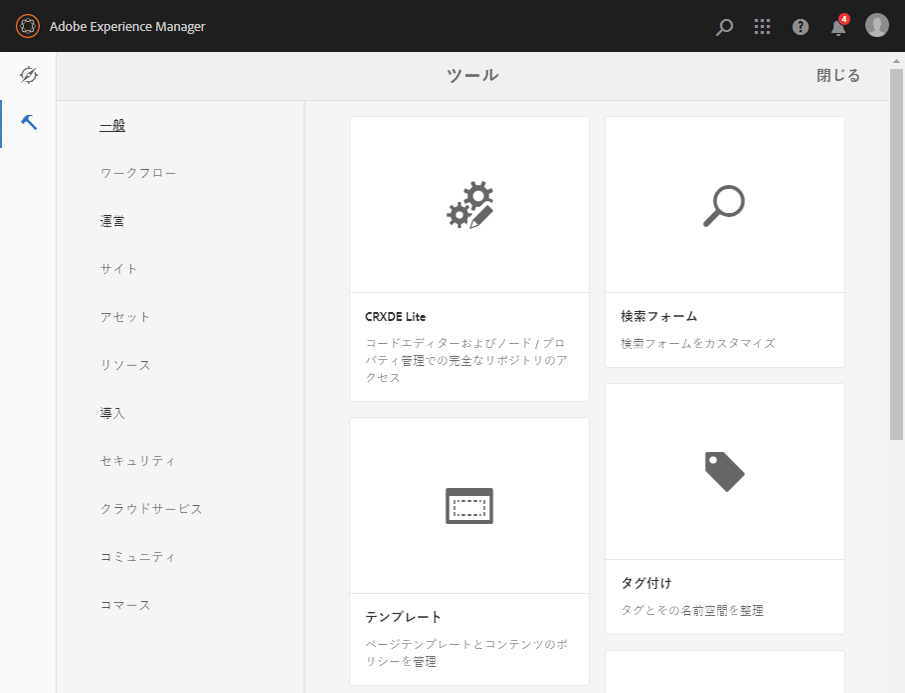 Adobe Experience Manager
4
ツール
閉じる
一般
ワークフロー
運営
サイト
アセット
リソース
導入
セキュリティ
クラウドサービス
コミュニティ
コマース
CRXDE Lite
コードエディターおよびノード / プロ
パティ管理での完全なリポジトリのア
クセス
検索フォーム
検索フォームをカスタマイズ
テンプレート
ページテンプレートとコンテンツのポ
リシーを管理
タグ付け
タグとその名前空間を整理